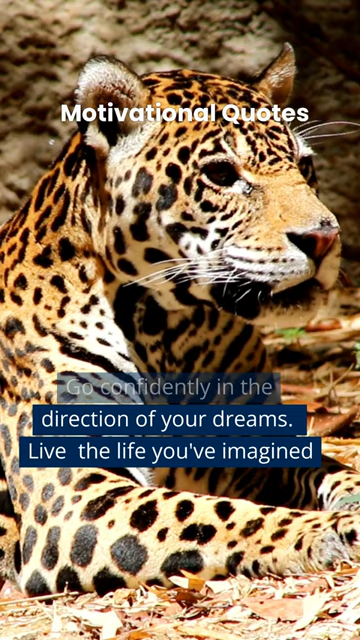 Motivational Quotes
Go confidently in the
direction of your dreams.
Live  the life you've imagined